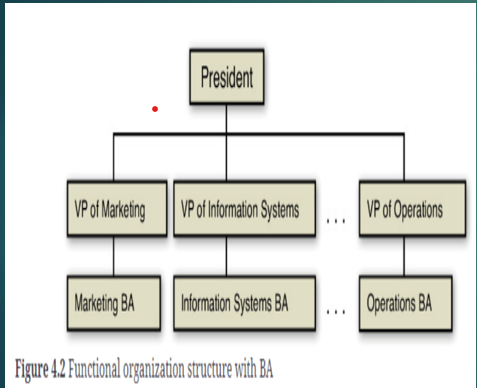 President
VP of Marketing
VP of Information Systems
. . .
VP of Operations
Marketing BA
Information Systems BA
. . .
Operations BA
Figure 4.2 Functional organization structure with BA